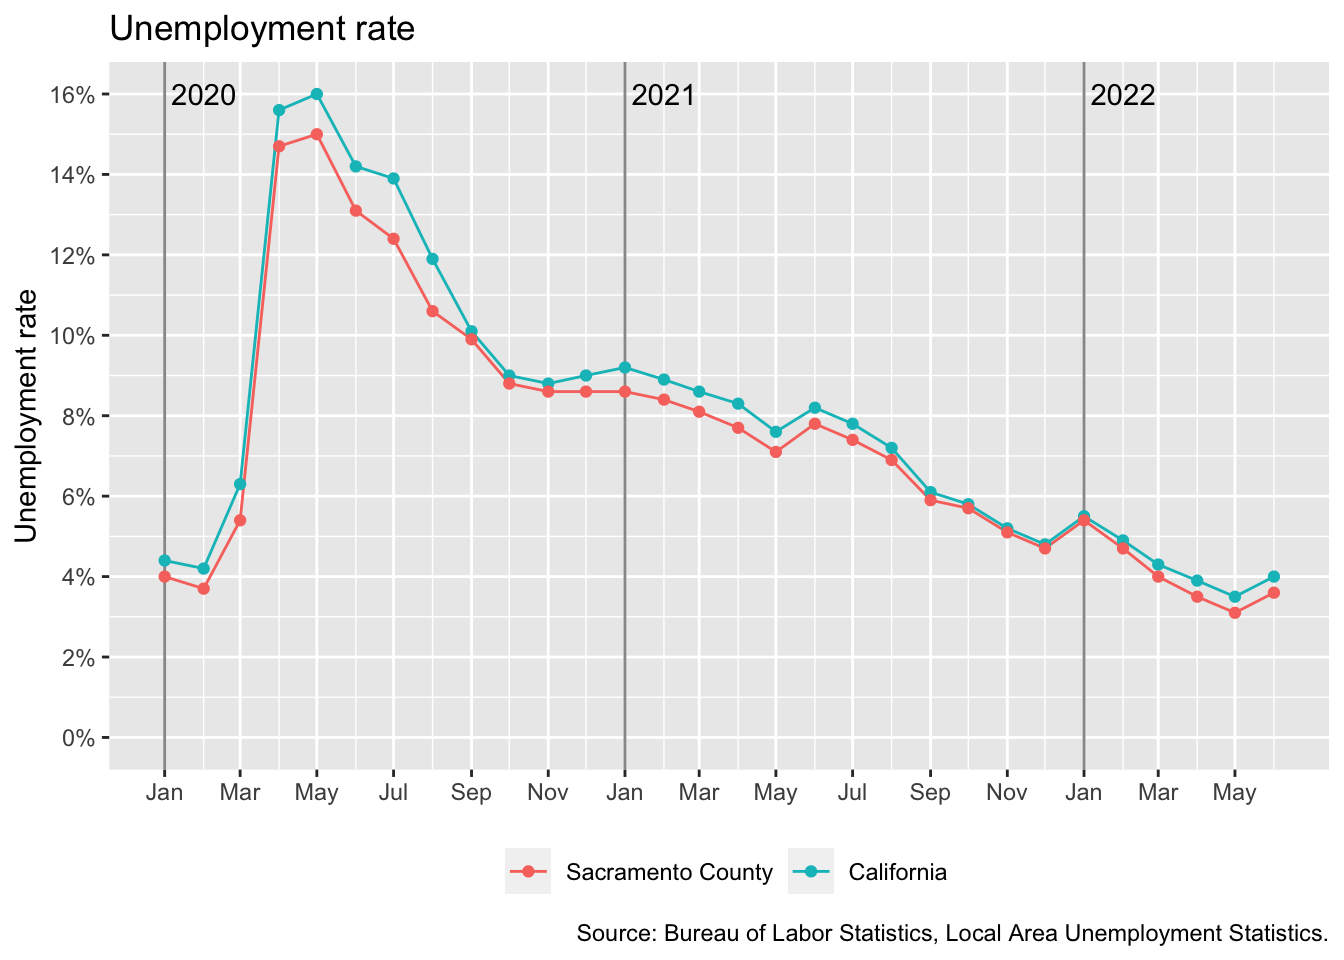 Unemployment rate
2020 2021 2022
16%
14%
12%
10%
8%
6%
4%
2%
0%
Unemployment rate
Jan Mar May Jul Sep Nov Jan Mar May Jul Sep Nov Jan Mar May
Sacramento County California
Source: Bureau of Labor Statistics, Local Area Unemployment Statistics.